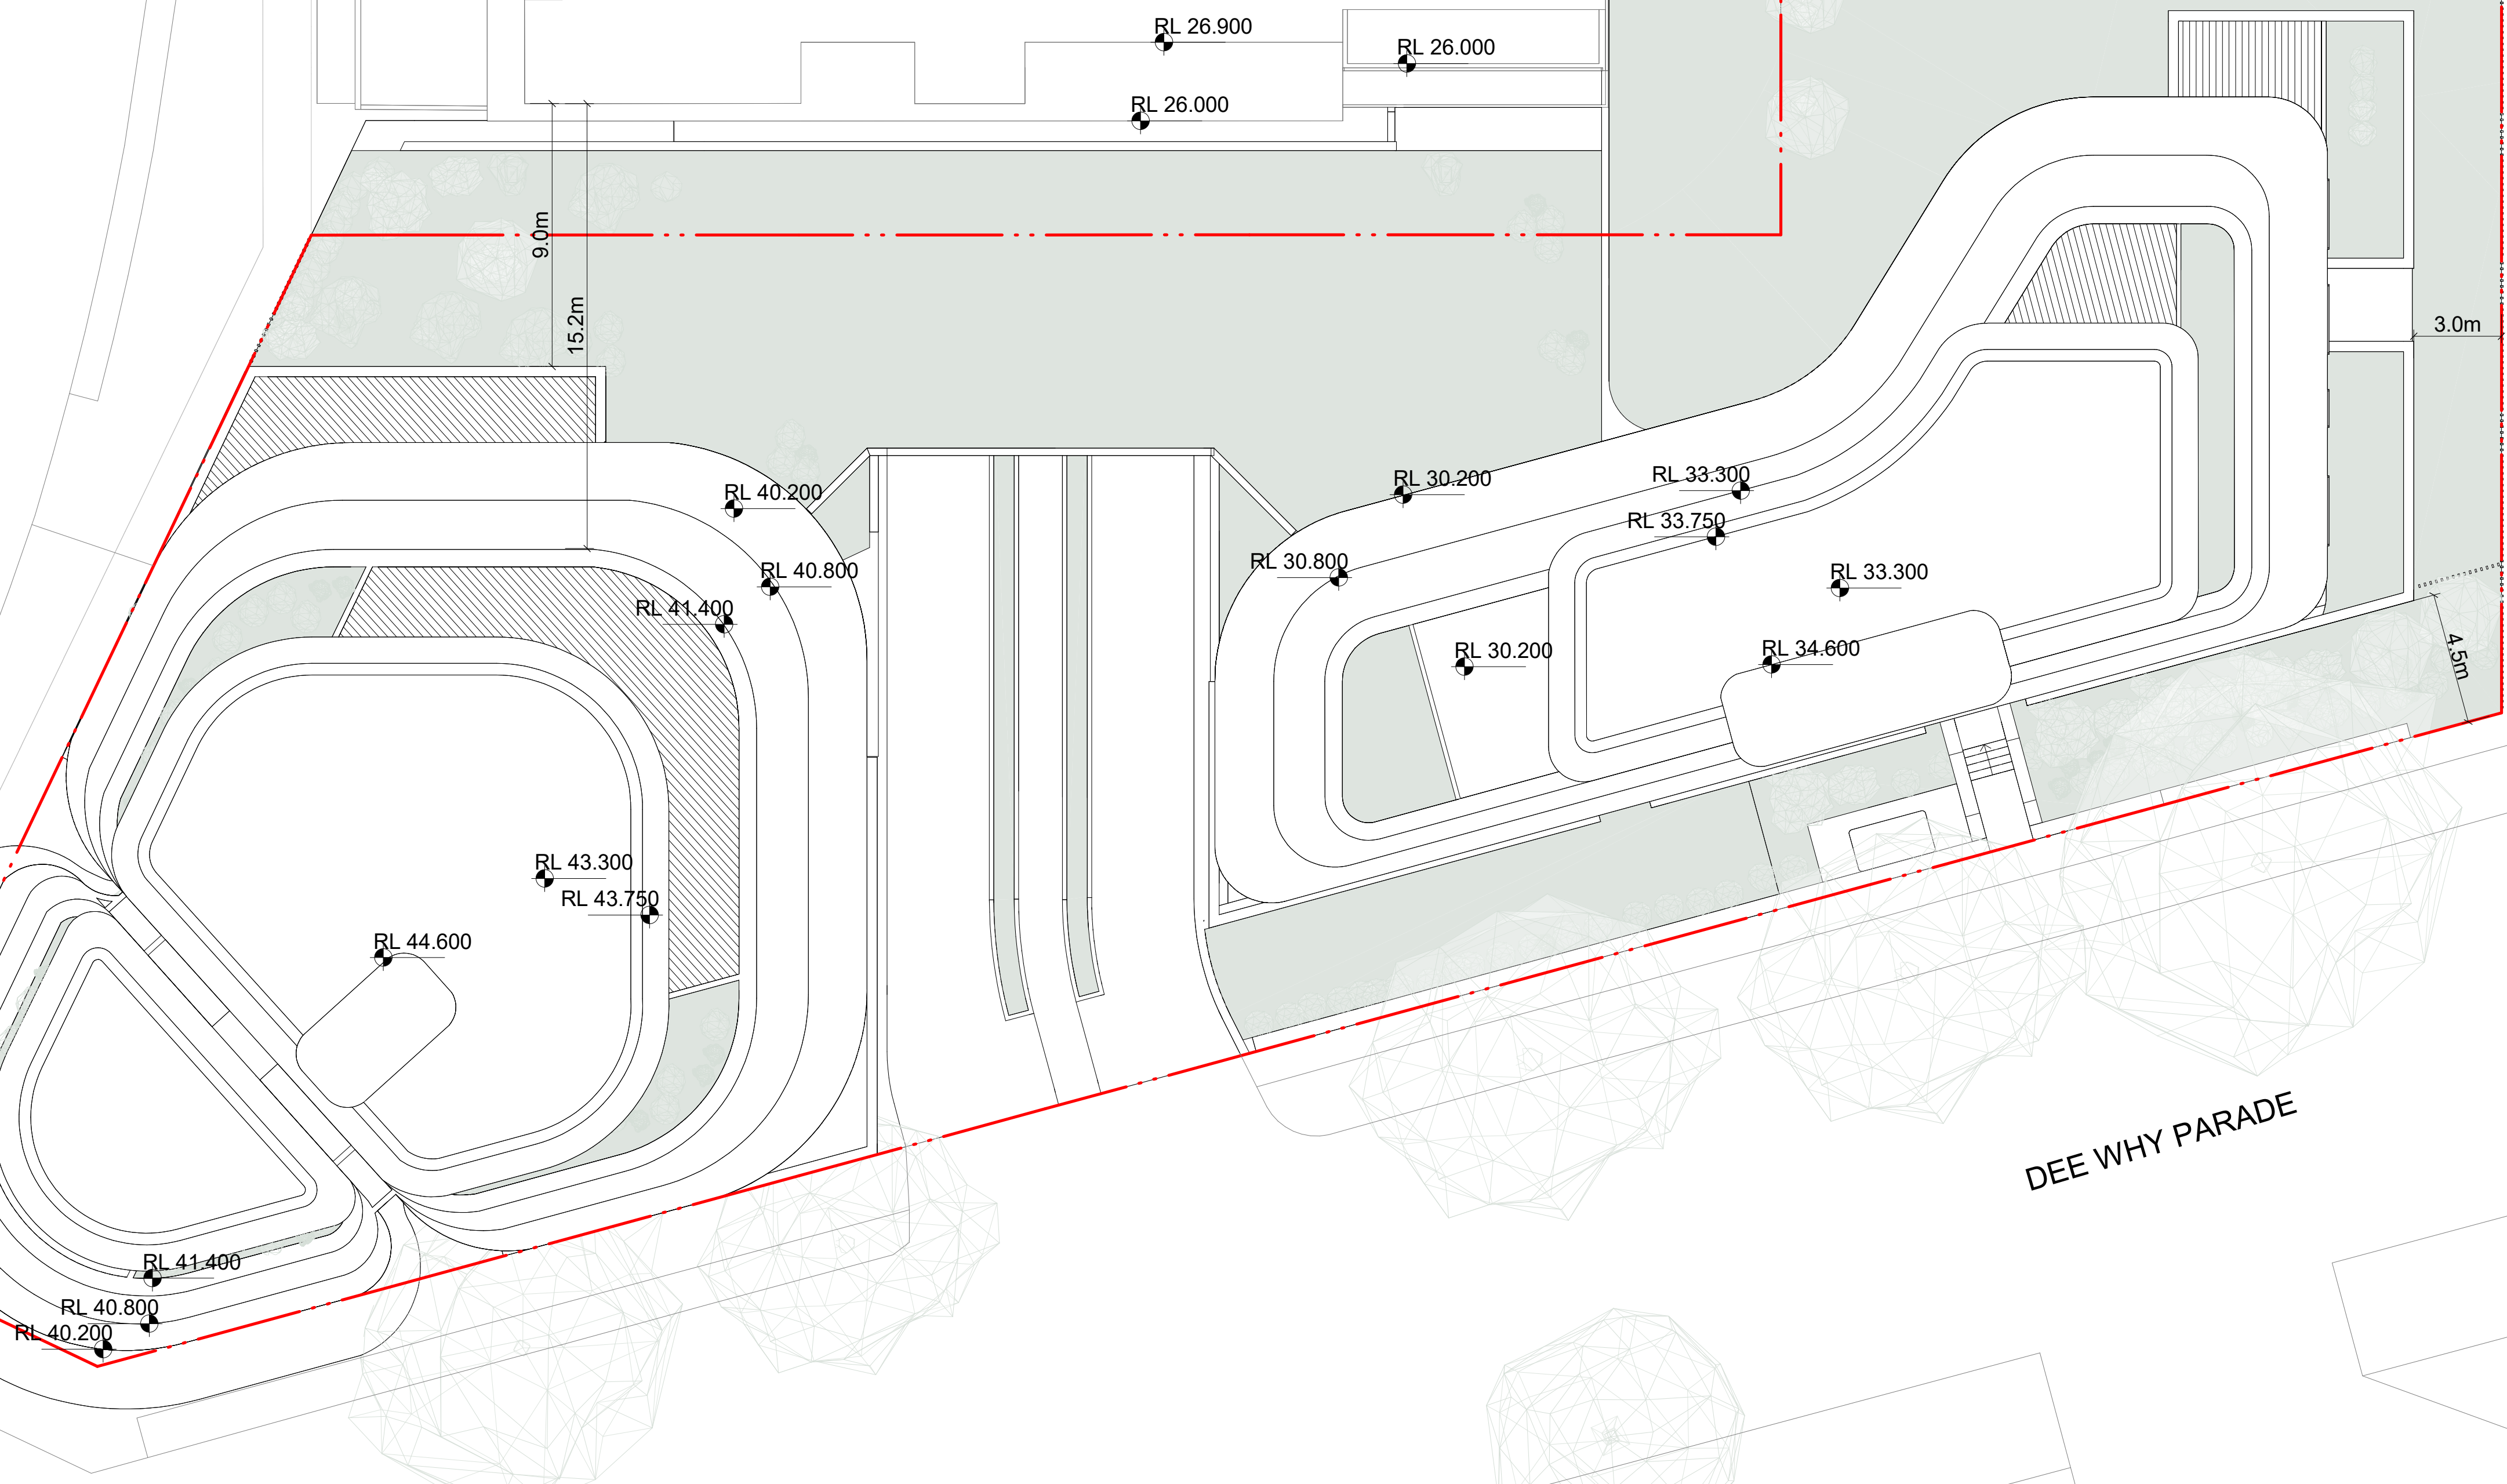 RL 26.900
RL 26.000
RL 26.000
9.0m
15.2m
3.0m
RL 40.200
RL 30.200
RL 33.300
RL 33.750
RL 40.800
RL 30.800
RL 33.300
RL 41.400
RL 30.200
RL 34.600
4.5m
RL 43.300
RL 43.750
RL 44.600
DEE WHY PARADE
RL 41.400
RL 40.800
RL 40.200